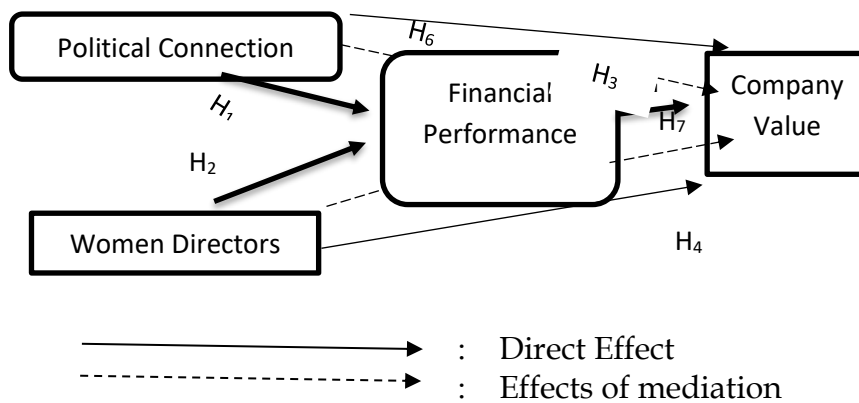 Political Connection
H6
H1
Financial
Performance
H3
Company
Value
H7
H2
Women Directors
H4
: Direct Effect
: Effects of mediation